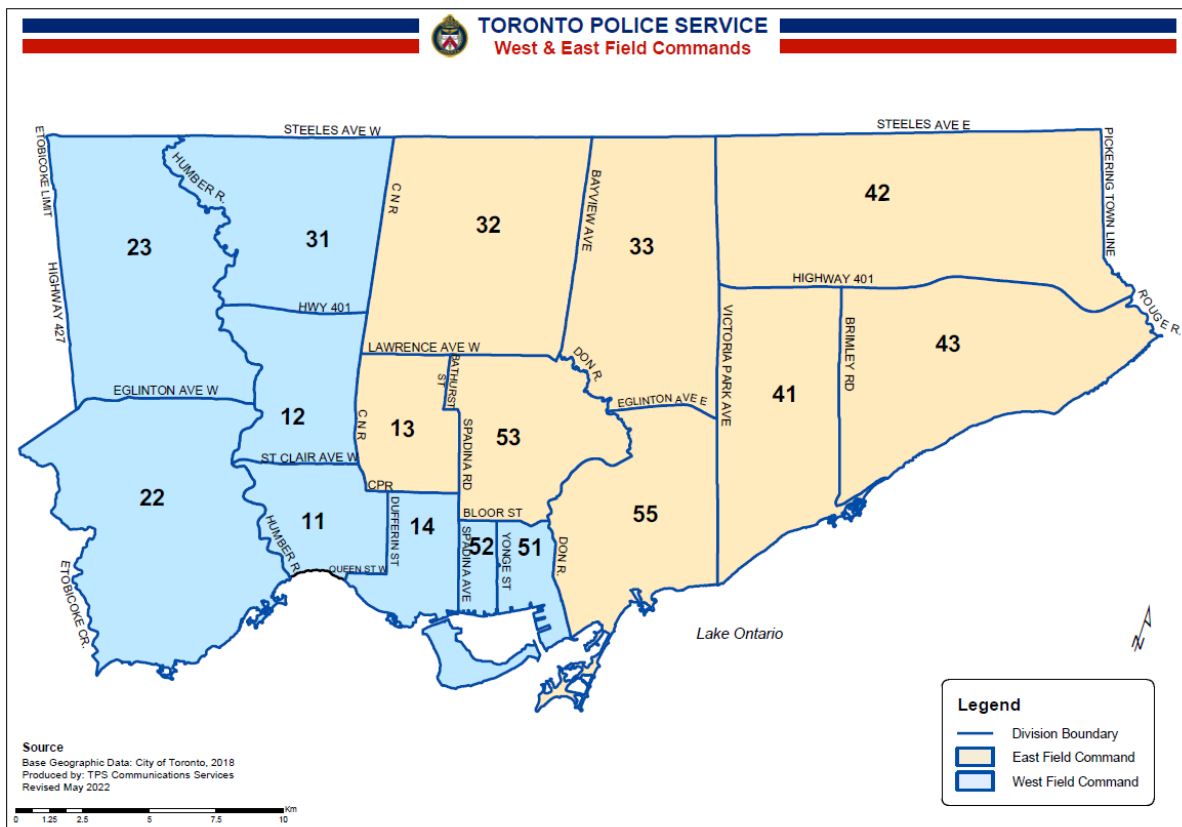 TORONTO POLICE SERVICE
West & East Field Commands
STEELES AVE W
STEELES AVE E
ETOBICOKE LIMIT
HUMBER R.
PICKERING TOWN LINE
C N R
BAYVIEW AVE
42
31
32
33
23
HIGHWAY 427
HIGHWAY 401
ROUGE R.
HWY 401
VICTORIA PARK AVE
BRIMLEY RD
43
LAWRENCE AVE W
BATHURST ST
DON R.
EGLINTON AVE W
EGLINTON AVE E
41
12
C N R
13
SPADINA RD
53
ST CLAIR AVE W
CPR
22
11
DUFFERIN ST
14
BLOOR ST
55
HUMBER R.
QUEEN ST W
SPADINA AVE
52
YONGE ST
51
DON R.
ETOBICOKE CR.
Lake Ontario
N
Legend
Division Boundary
East Field Command
West Field Command
Source
Base Geographic Data: City of Toronto, 2018
Produced by: TPS Communications Services
Revised May 2022
Km
0 1.25 2.5 5 7.5 10